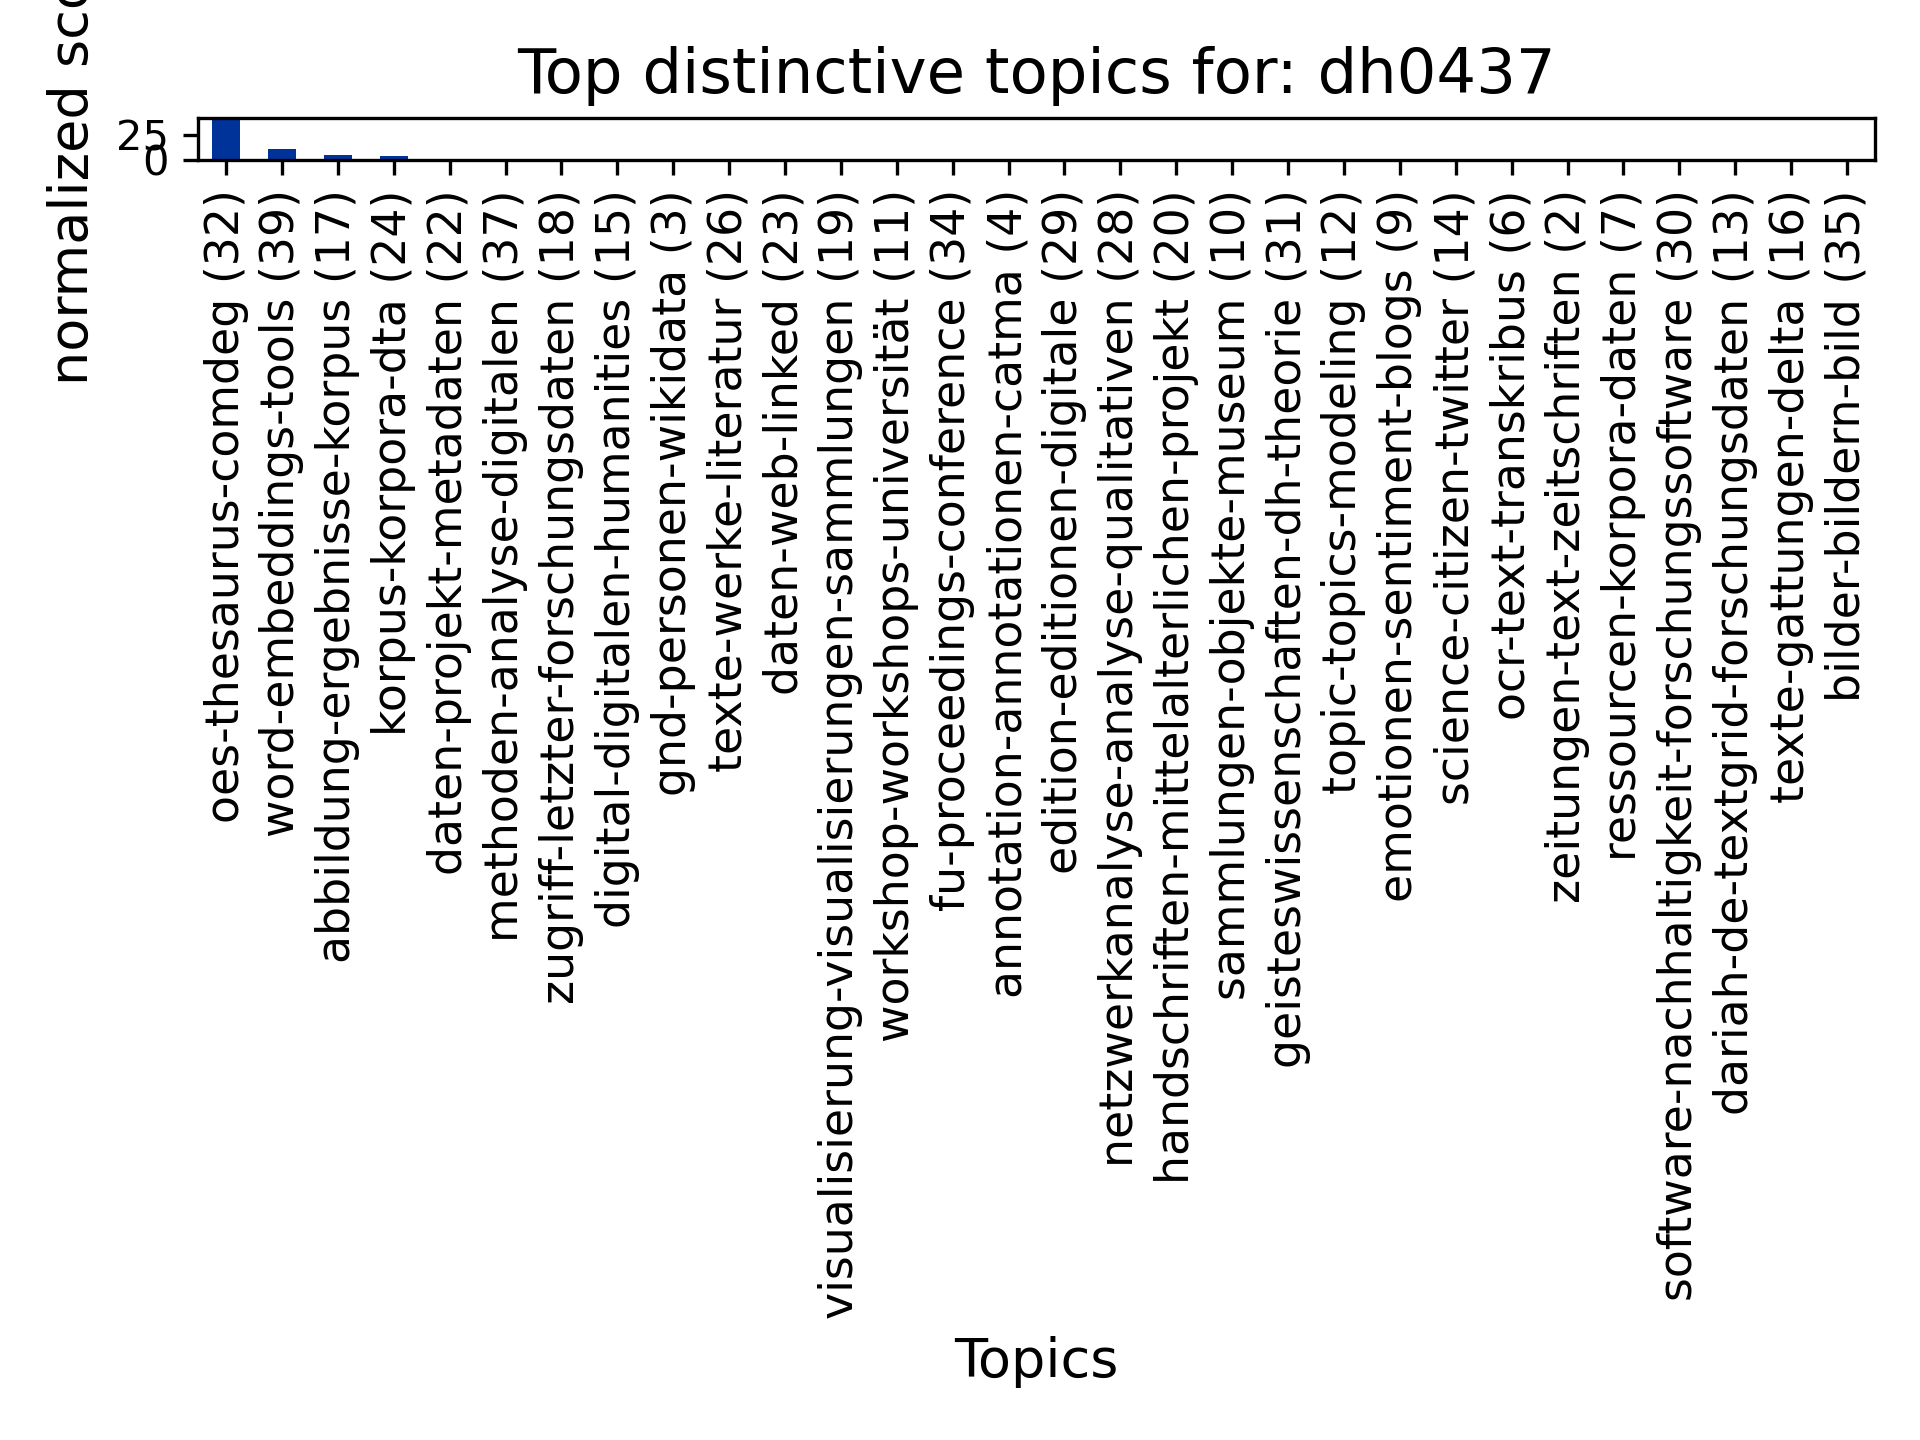 Top distinctive topics for: dh0437
normalized
25
0
oes-thesaurus-comdeg (32)
word-embeddings-tools (39)
abbildung-ergebnisse-korpus (17)
korpus-korpora-dta (24)
daten-projekt-metadaten (22)
methoden-analyse-digitalen (37)
zugriff-letzter-forschungsdaten (18)
digital-digitalen-humanities (15)
gnd-personen-wikidata (3)
texte-werke-literatur (26)
daten-web-linked (23)
visualisierung-visualisierungen-sammlungen (19)
workshop-workshops-universität (11)
fu-proceedings-conference (34)
annotation-annotationen-catma (4)
edition-editionen-digitale (29)
netzwerkanalyse-analyse-qualitativen (28)
handschriften-mittelalterlichen-projekt (20)
sammlungen-objekte-museum (10)
geisteswissenschaften-dh-theorie (31)
topic-topics-modeling (12)
emotionen-sentiment-blogs (9)
science-citizen-twitter (14)
ocr-text-transkribus (6)
zeitungen-text-zeitschriften (2)
ressourcen-korpora-daten (7)
software-nachhaltigkeit-forschungssoftware (30)
dariah-de-textgrid-forschungsdaten (13)
texte-gattungen-delta (16)
bilder-bildern-bild (35)
Topics